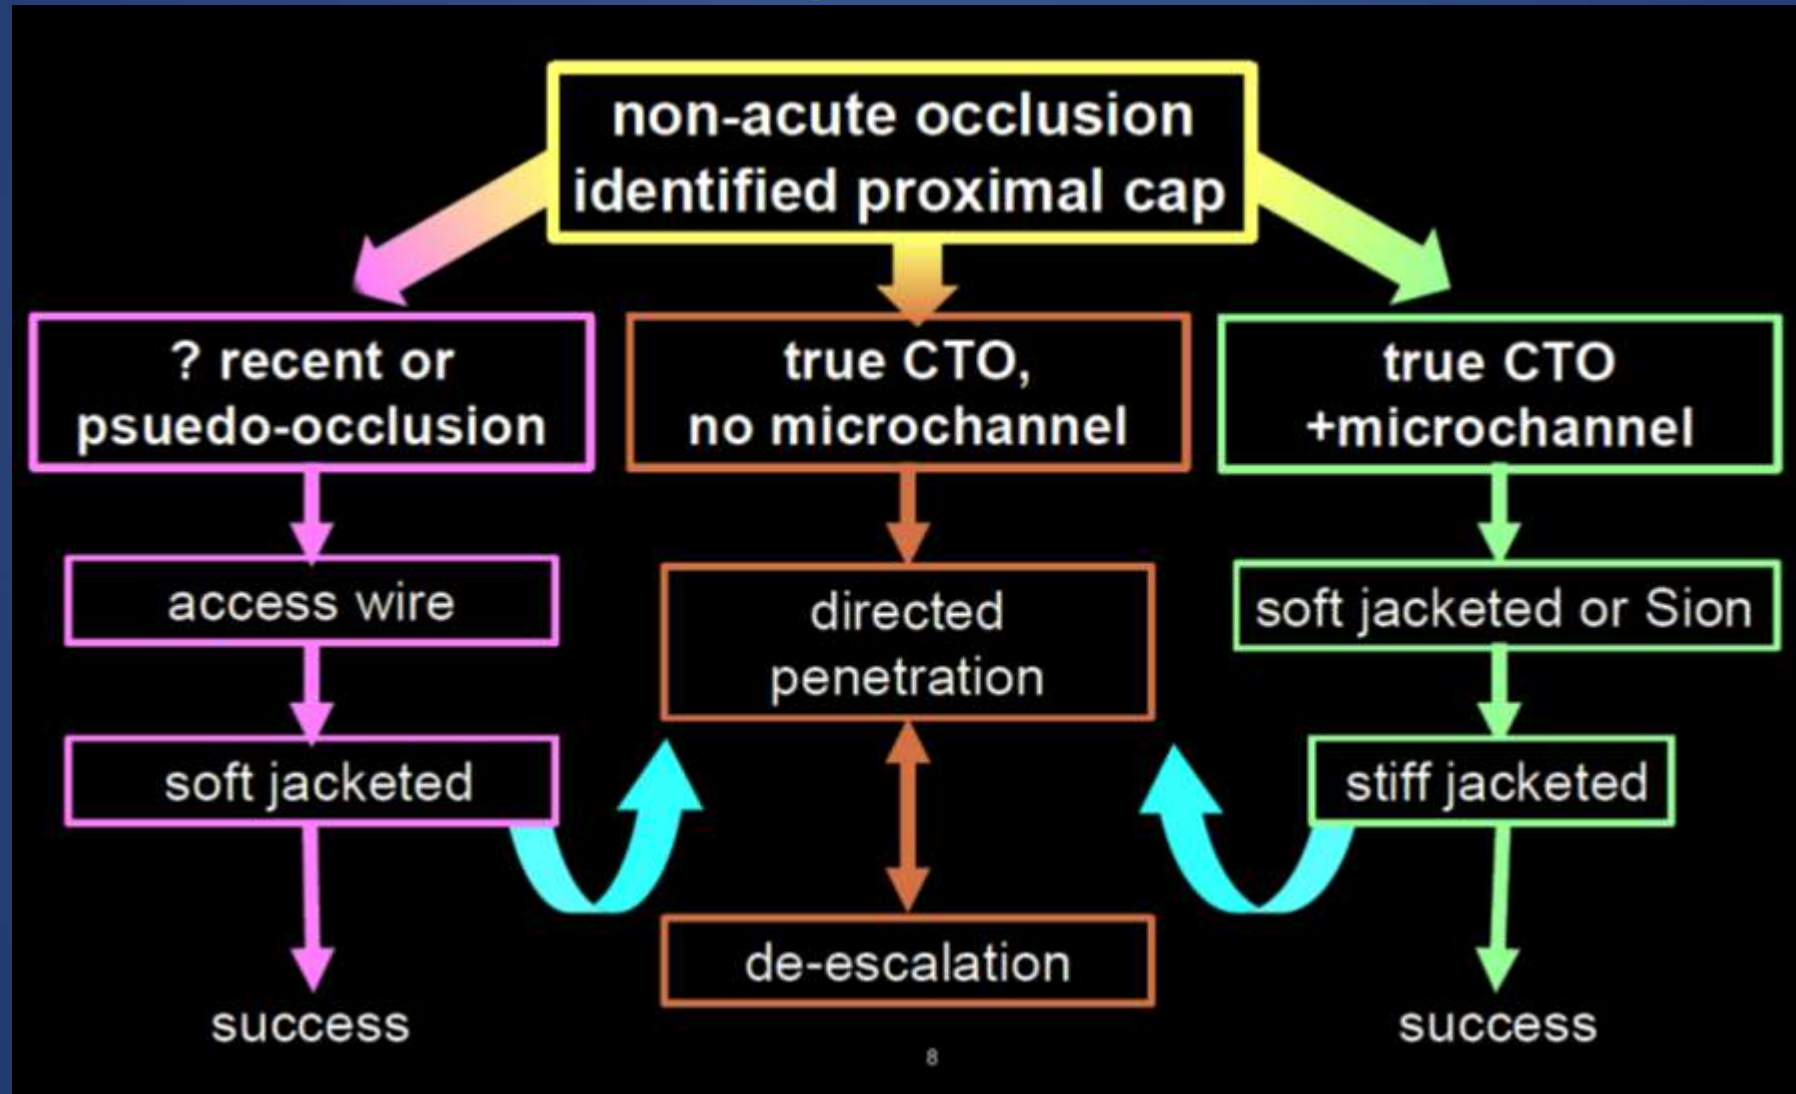 non-acute occlusion
identified proximal cap
? recent or
psuedo-occlusion
true CTO,
no microchannel
true CTO
+microchannel
access wire
directed
penetration
soft jacketed or Sion
soft jacketed
stiff jacketed
de-escalation
success
success
8